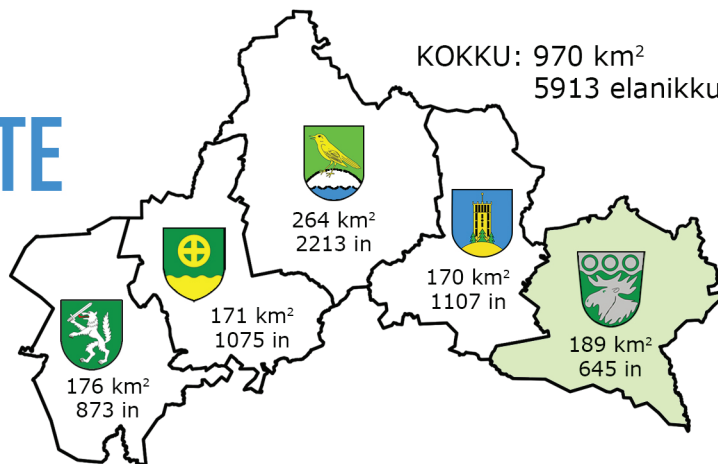 KOKKU: 970 km²
5913 elanikku
TE
264 km²
2213 in
170 km²
1107 in
171 km²
1075 in
189 km²
645 in
176 km²
873 in